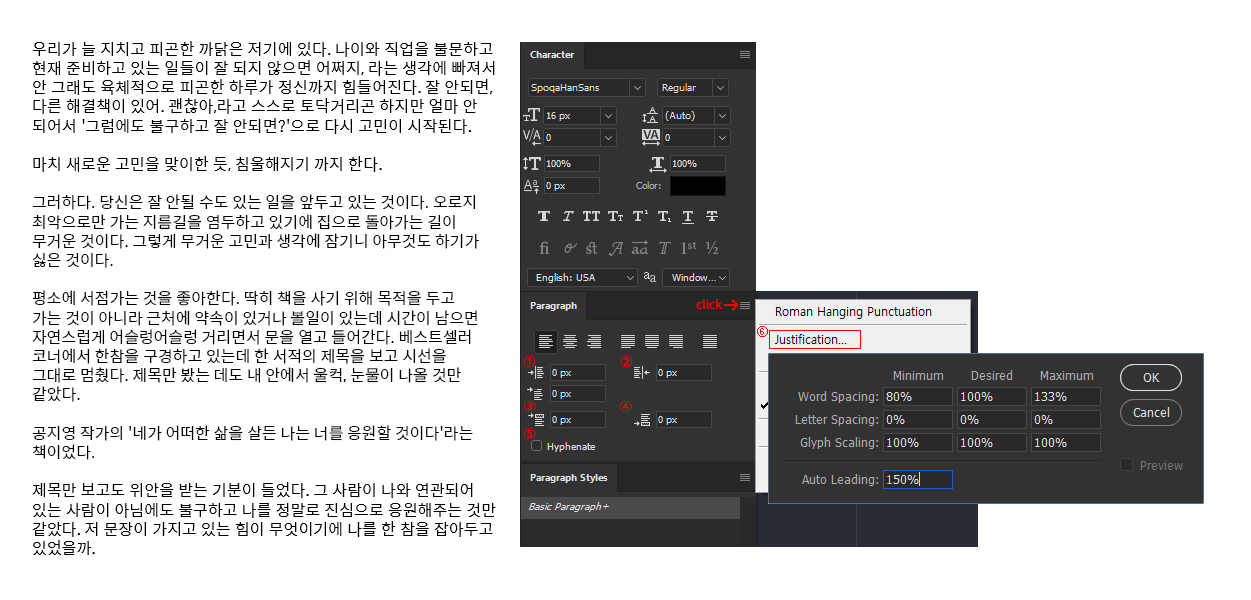 우리가 늘 지치고 피곤한 까닭은 저기에 있다. 나이와 직업을 불문하고
현재 준비하고 있는 일들이 잘 되지 않으면 어쩌지, 라는 생각에 빠져서
안 그래도 육체적으로 피곤한 하루가 정신까지 힘들어진다. 잘 안되면,
다른 해결책이 있어. 괜찮아,라고 스스로 토닥거리곤 하지만 얼마 안
되어서 '그럼에도 불구하고 잘 안되면?'으로 다시 고민이 시작된다.
마치 새로운 고민을 맞이한 듯, 침울해지기 까지 한다.
그러하다. 당신은 잘 안될 수도 있는 일을 앞두고 있는 것이다. 오로지
최악으로만 가는 지름길을 염두하고 있기에 집으로 돌아가는 길이
무거운 것이다. 그렇게 무거운 고민과 생각에 잠기니 아무것도 하기가
싫은 것이다.
평소에 서점가는 것을 좋아한다. 딱히 책을 사기 위해 목적을 두고
가는 것이 아니라 근처에 약속이 있거나 볼일이 있는데 시간이 남으면
자연스럽게 어슬렁어슬렁 거리면서 문을 열고 들어간다. 베스트셀러
코너에서 한참을 구경하고 있는데 한 서적의 제목을 보고 시선을
그대로 멈췄다. 제목만 봤는 데도 내 안에서 울컥, 눈물이 나올 것만
같았다.
공지영 작가의 '네가 어떠한 삶을 살든 나는 너를 응원할 것이다'라는
책이었다.
제목만 보고도 위안을 받는 기분이 들었다. 그 사람이 나와 연관되어
있는 사람이 아님에도 불구하고 나를 정말로 진심으로 응원해주는 것만
같았다. 저 문장이 가지고 있는 힘이 무엇이기에 나를 한 참을 잡아두고
있었을까.
Character
SpoqaHanSans Regular
16 px (Auto)
0 0
100% 100%
0 px Color:
T T TT Tт T¹ T₁ T T
fi st A aa T 1st ½
English: USA aa Window...
Paragraph click→
① 0 px ② 0 px
0 px
③ 0 px ④ 0 px
⑤ Hyphenate
Paragraph Styles
Basic Paragraph+
Roman Hanging Punctuation
⑥ Justification...
Minimum Desired Maximum
Word Spacing: 80% 100% 133%
Letter Spacing: 0% 0% 0%
Glyph Scaling: 100% 100% 100%
Auto Leading: 150%
OK
Cancel
Preview